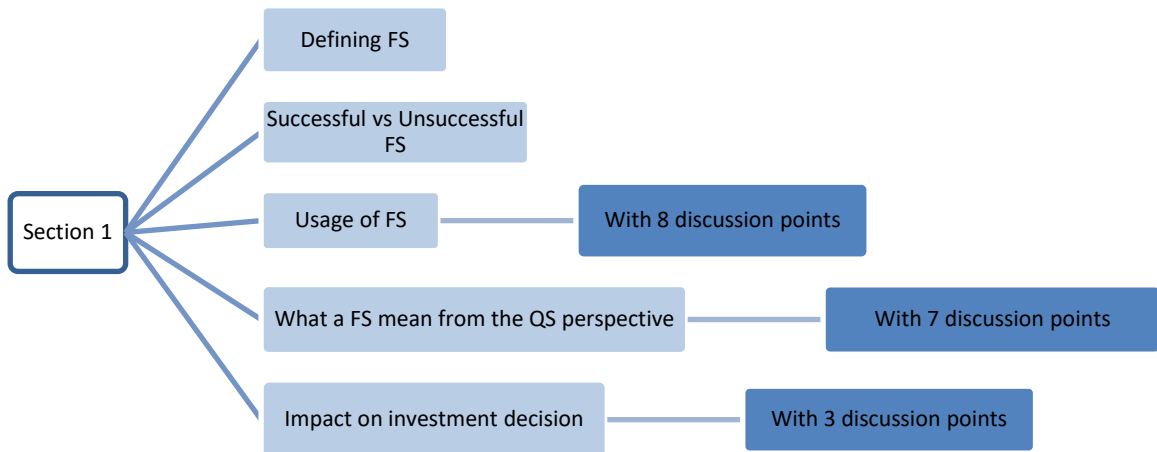 Section 1
Defining FS
Successful vs Unsuccessful
FS
Usage of FS
With 8 discussion points
What a FS mean from the QS perspective
With 7 discussion points
Impact on investment decision
With 3 discussion points